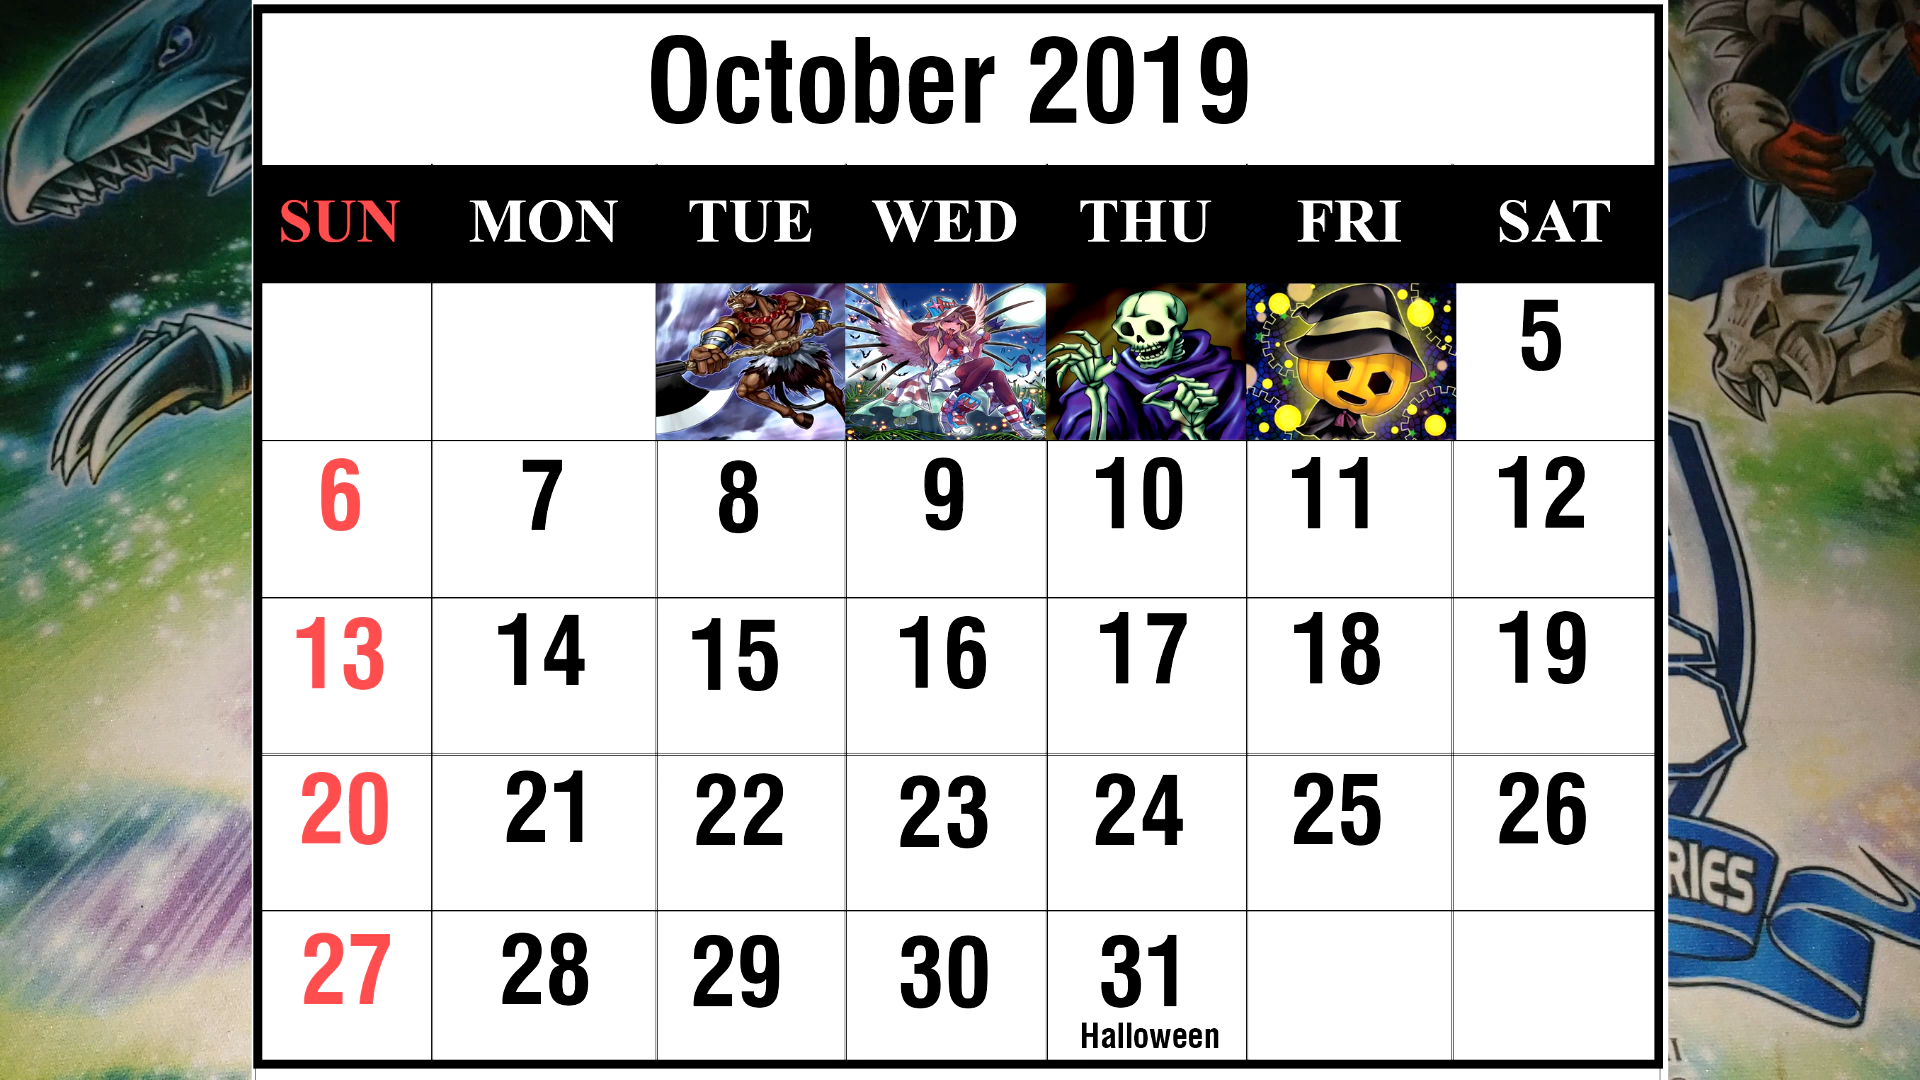 October 2019
SUN MON TUE WED THU FRI SAT
5
6 7 8 9 10 11 12
13 14 15 16 17 18 19
20 21 22 23 24 25 26
27 28 29 30 31
Halloween
RIES